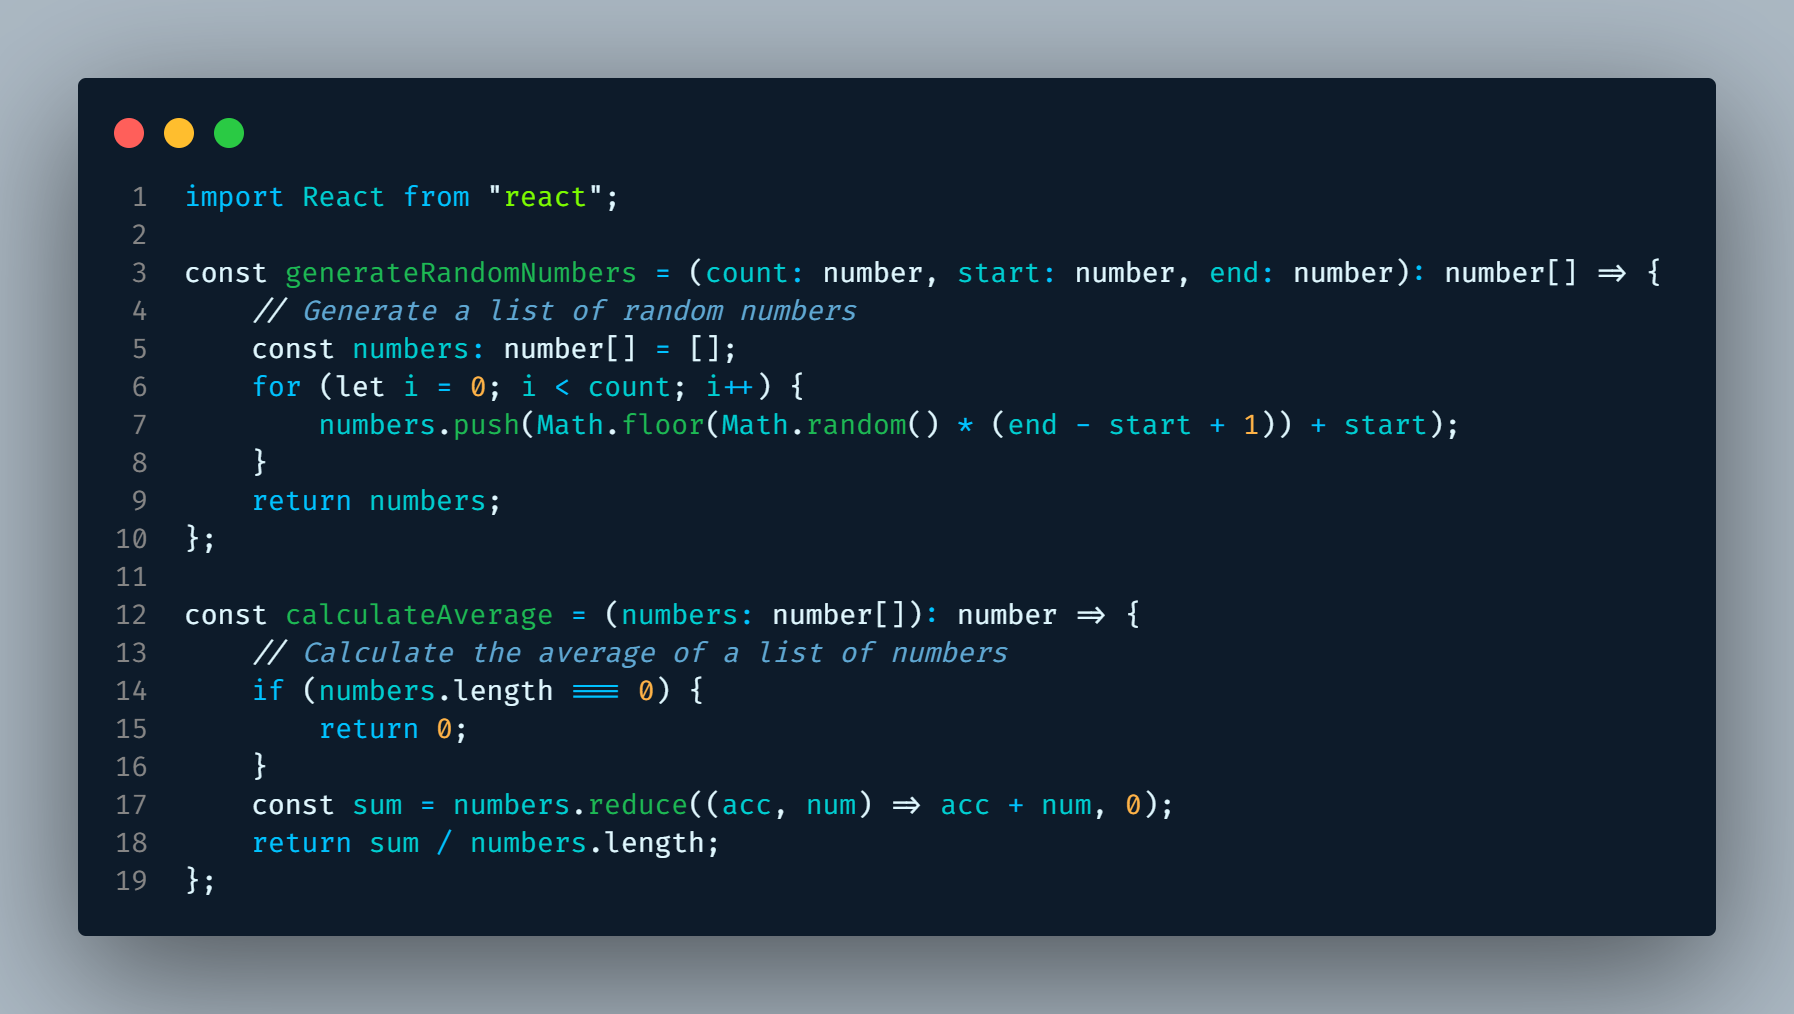 1 import React from "react";
2
3 const generateRandomNumbers = (count: number, start: number, end: number): number[] => {
4     // Generate a list of random numbers
5     const numbers: number[] = [];
6     for (let i = 0; i < count; i++) {
7         numbers.push(Math.floor(Math.random() * (end - start + 1)) + start);
8     }
9     return numbers;
10 };
11
12 const calculateAverage = (numbers: number[]): number => {
13     // Calculate the average of a list of numbers
14     if (numbers.length === 0) {
15         return 0;
16     }
17     const sum = numbers.reduce((acc, num) => acc + num, 0);
18     return sum / numbers.length;
19 };